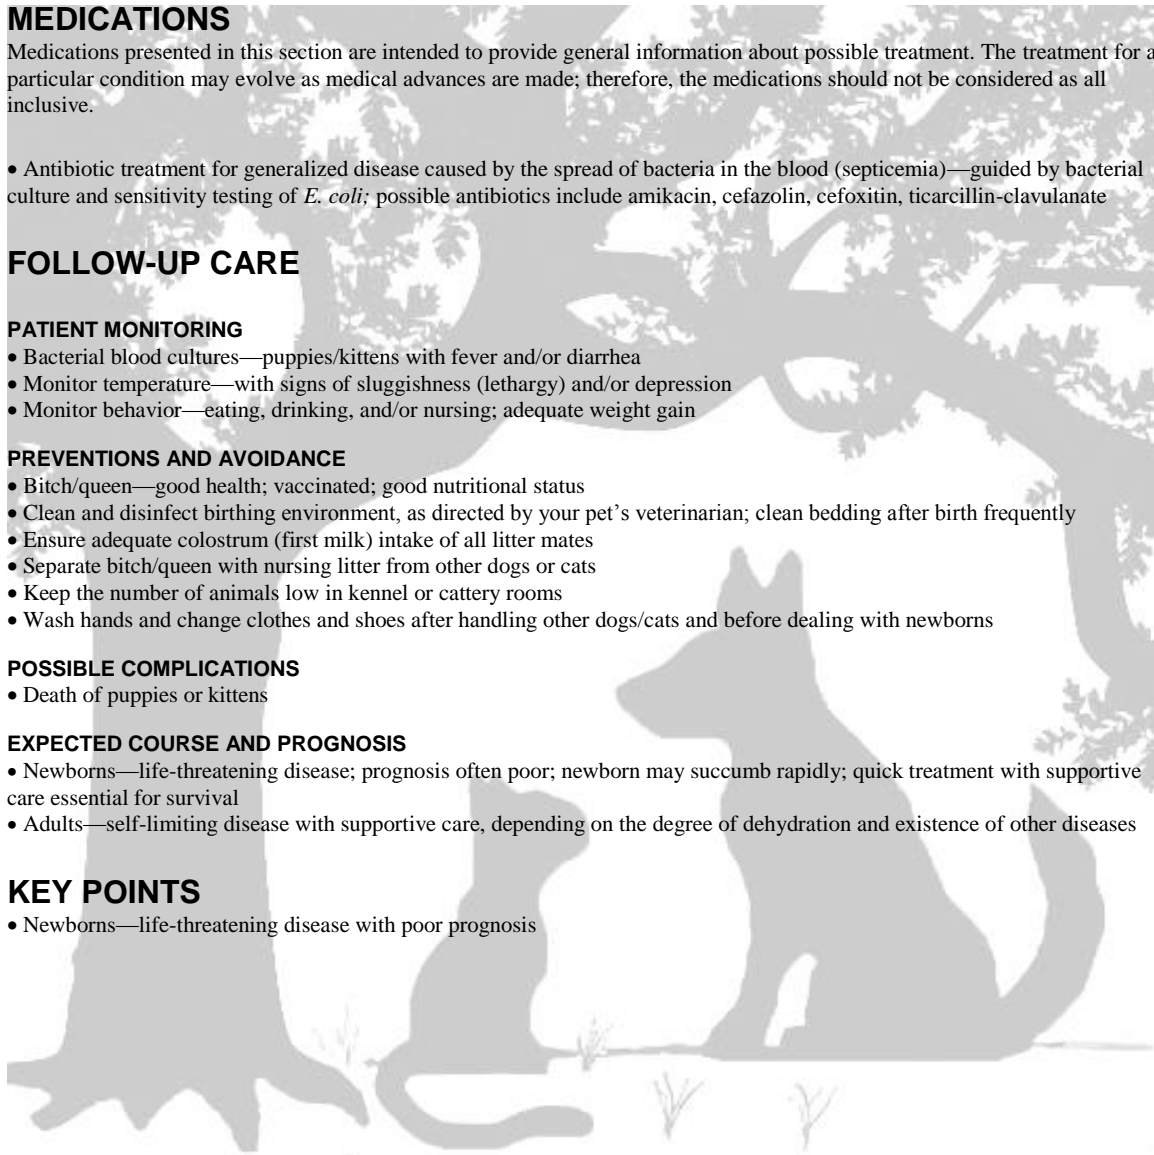 MEDICATIONS
Medications presented in this section are intended to provide general information about possible treatment. The treatment for a
particular condition may evolve as medical advances are made; therefore, the medications should not be considered as all
inclusive.
• Antibiotic treatment for generalized disease caused by the spread of bacteria in the blood (septicemia)—guided by bacterial
culture and sensitivity testing of E. coli; possible antibiotics include amikacin, cefazolin, cefoxitin, ticarcillin-clavulanate
FOLLOW-UP CARE
PATIENT MONITORING
• Bacterial blood cultures—puppies/kittens with fever and/or diarrhea
• Monitor temperature—with signs of sluggishness (lethargy) and/or depression
• Monitor behavior—eating, drinking, and/or nursing; adequate weight gain
PREVENTIONS AND AVOIDANCE
• Bitch/queen—good health; vaccinated; good nutritional status
• Clean and disinfect birthing environment, as directed by your pet's veterinarian; clean bedding after birth frequently
• Ensure adequate colostrum (first milk) intake of all litter mates
• Separate bitch/queen with nursing litter from other dogs or cats
• Keep the number of animals low in kennel or cattery rooms
• Wash hands and change clothes and shoes after handling other dogs/cats and before dealing with newborns
POSSIBLE COMPLICATIONS
• Death of puppies or kittens
EXPECTED COURSE AND PROGNOSIS
• Newborns—life-threatening disease; prognosis often poor; newborn may succumb rapidly; quick treatment with supportive
care essential for survival
• Adults—self-limiting disease with supportive care, depending on the degree of dehydration and existence of other diseases
KEY POINTS
• Newborns—life-threatening disease with poor prognosis